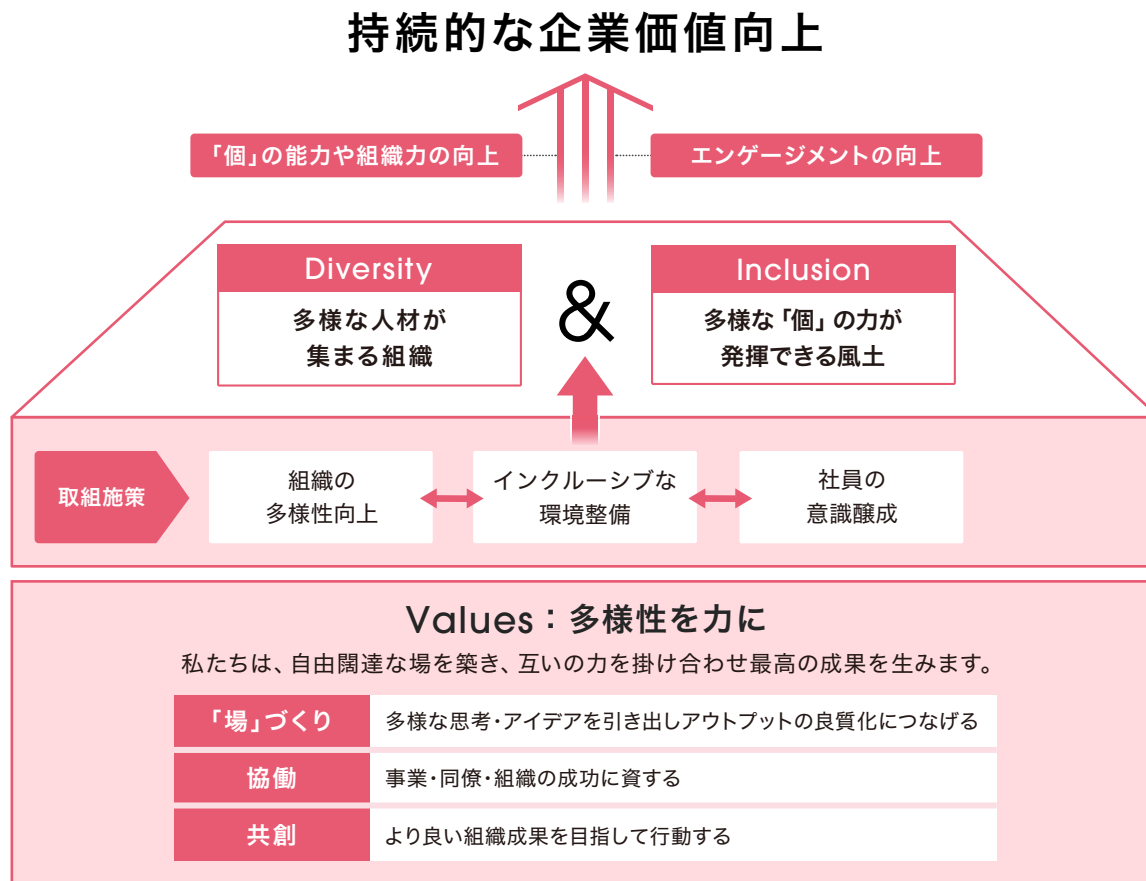 持続的な企業価値向上
「個」の能力や組織力の向上
エンゲージメントの向上
Diversity
多様な人材が
集まる組織
&
Inclusion
多様な「個」の力が
発揮できる風土
取組施策
組織の
多様性向上
インクルーシブな
環境整備
社員の
意識醸成
Values：多様性を力に
私たちは、自由闊達な場を築き、互いの力を掛け合わせ最高の成果を生みます。
「場」づくり
多様な思考・アイデアを引き出しアウトプットの良質化につなげる
協働
事業・同僚・組織の成功に資する
共創
より良い組織成果を目指して行動する